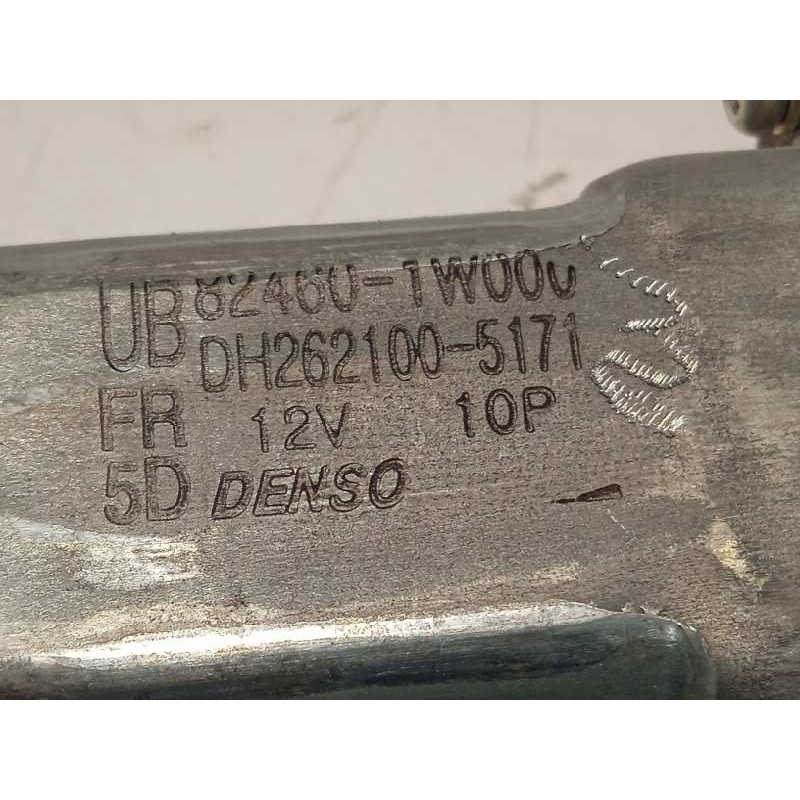 UB 82460-1W000
DH262100-5171
FR 12V 10P
5D DENSO